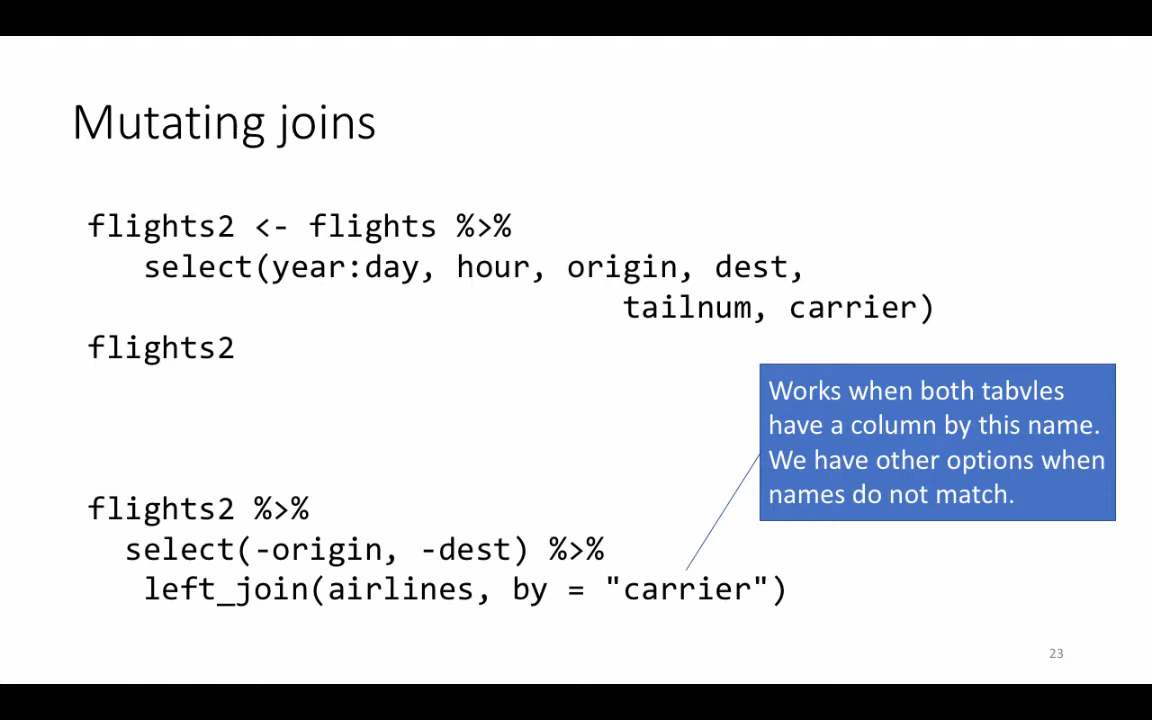 Mutating joins
flights2 <- flights %>%
select(year:day, hour, origin, dest,
tailnum, carrier)
flights2
Works when both tabvles
have a column by this name.
We have other options when
names do not match.
flights2 %>%
select(-origin, -dest) %>%
left_join(airlines, by = "carrier")
23